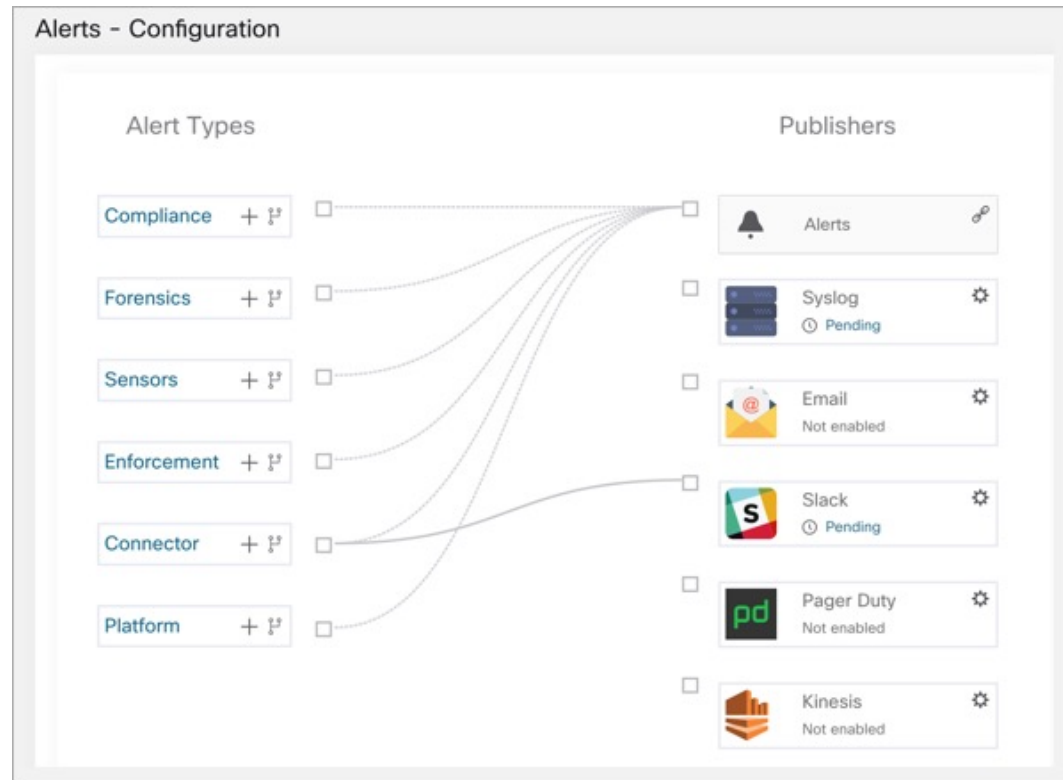 Alerts - Configuration
Alert Types
Publishers
Compliance
Forensics
Sensors
Enforcement
Connector
Platform
Alerts
Syslog
Pending
@
Email
Not enabled
S
Slack
Pending
pd
Pager Duty
Not enabled
Kinesis
Not enabled